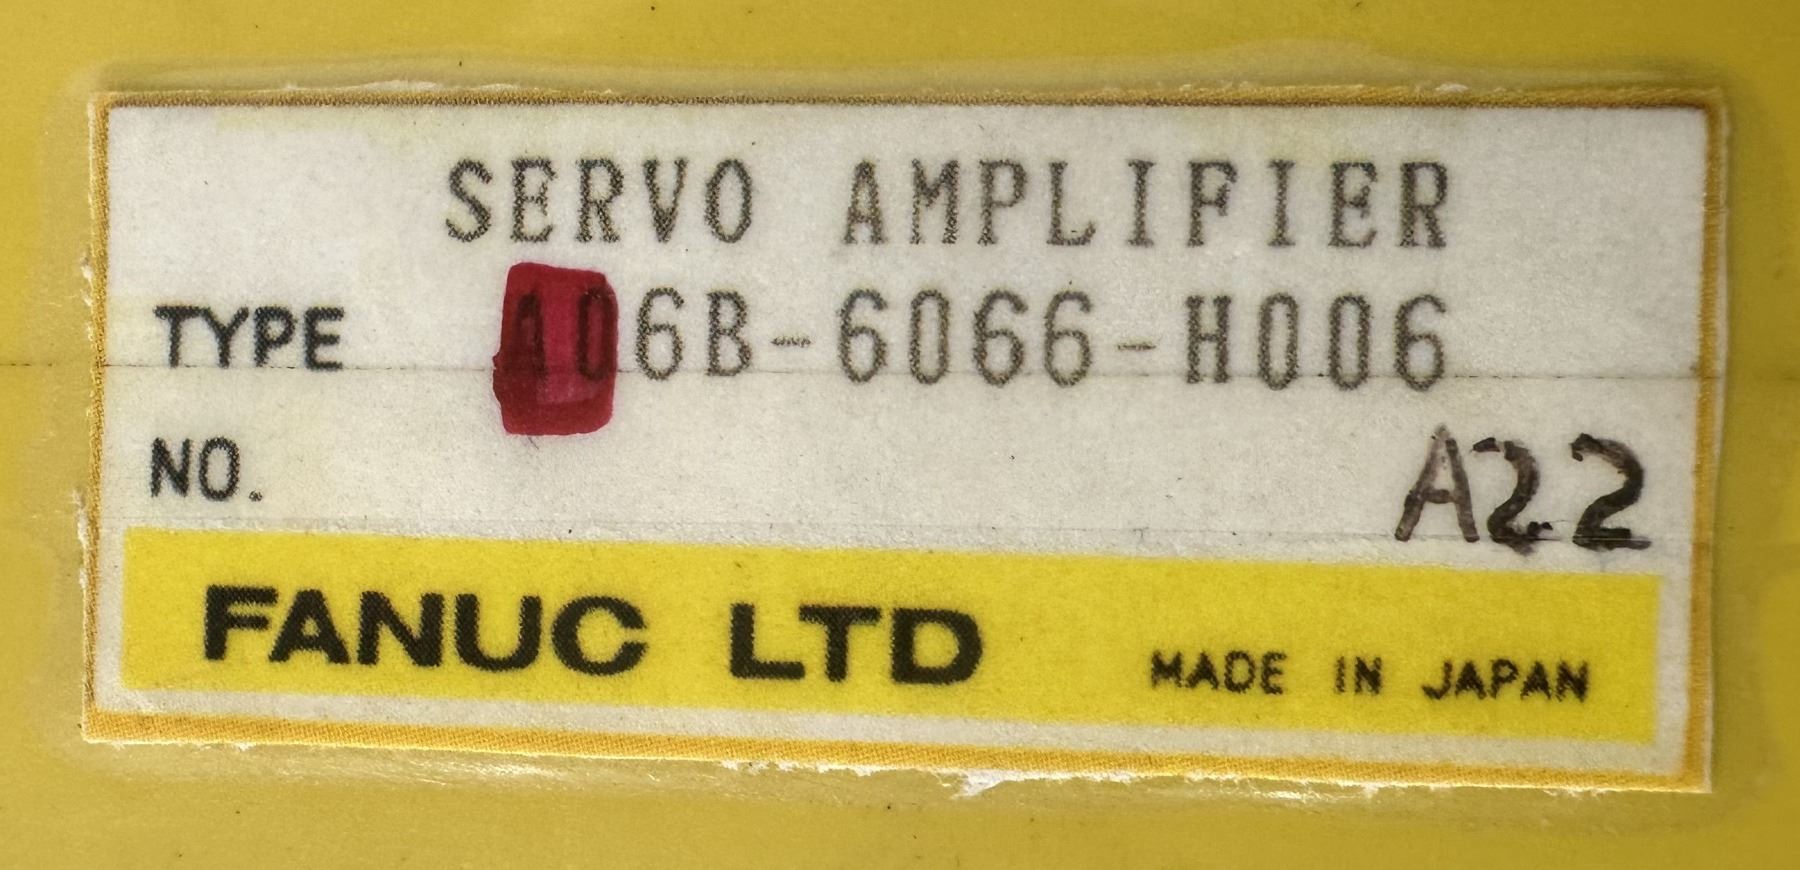 SERVO AMPLIFIER
TYPE A06B-6066-H006
NO. A22
FANUC LTD MADE IN JAPAN